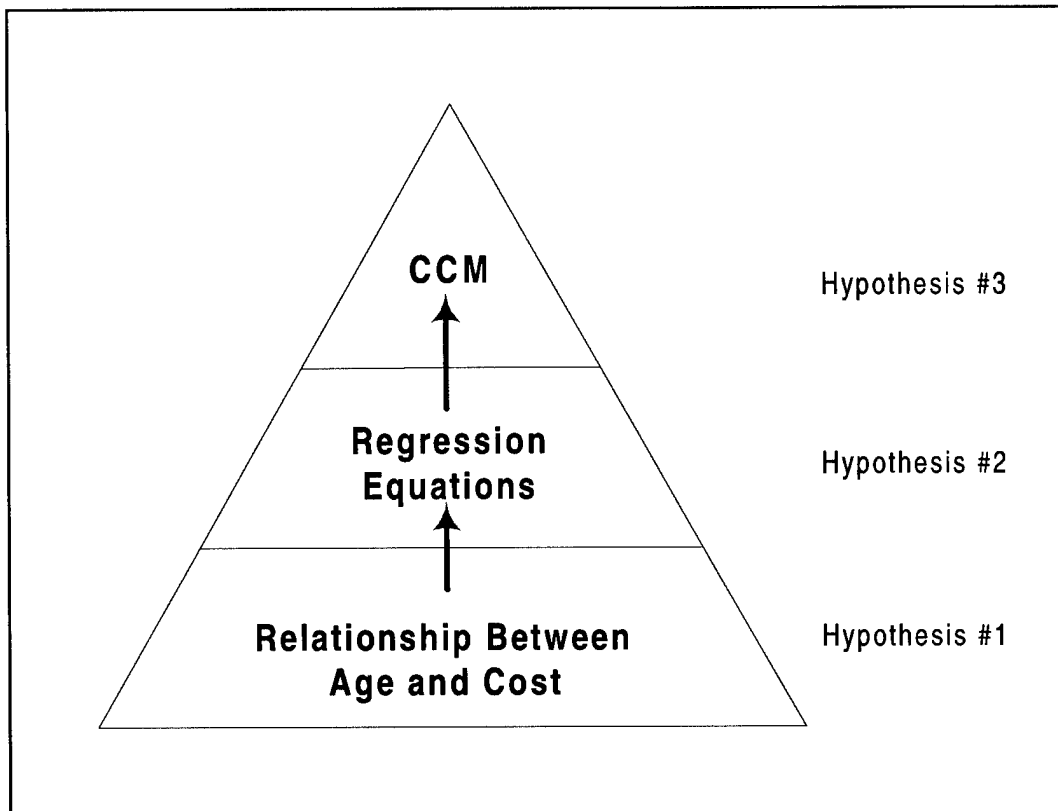 CCM
Hypothesis #3
Regression
Equations
Hypothesis #2
Relationship Between
Age and Cost
Hypothesis #1